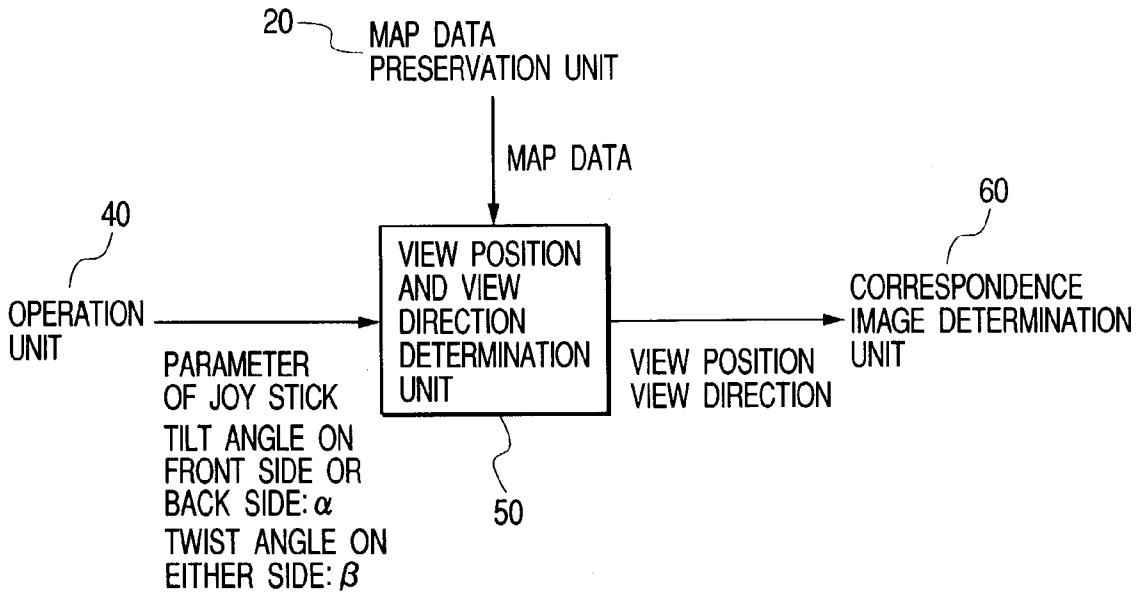 20
MAP DATA
PRESERVATION UNIT
MAP DATA
40
OPERATION
UNIT
PARAMETER
OF JOY STICK
TILT ANGLE ON
FRONT SIDE OR
BACK SIDE: α
TWIST ANGLE ON
EITHER SIDE: β
VIEW POSITION
AND VIEW
DIRECTION
DETERMINATION
UNIT
50
VIEW POSITION
VIEW DIRECTION
60
CORRESPONDENCE
IMAGE DETERMINATION
UNIT